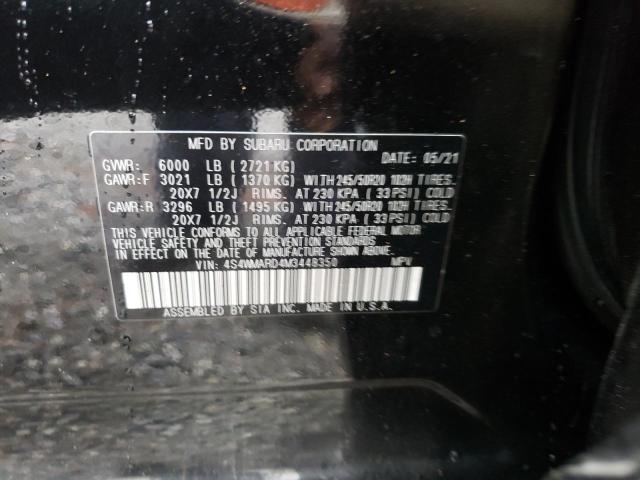 MFD BY SUBARU CORPORATION
DATE: 05/21
GVWR: 6000 LB (2721 KG)
GAWR:F 3021 LB (1370 KG) WITH 245/50R20 102H TIRES.
20X7 1/2J RIMS. AT 230 KPA (33PSI) COLD
GAWR:R 3296 LB (1495 KG) WITH 245/50R20 102H TIRES.
20X7 1/2J RIMS. AT 230 KPA (33PSI) COLD
THIS VEHICLE CONFORMS TO ALL APPLICABLE FEDERAL MOTOR
VEHICLE SAFETY AND THEFT PREVENTION STANDARDS
IN EFFECT ON THE DATE OF MANUFACTURE SHOWN ABOVE.
VIN: 4S4WMARD4M3448350 MPV
ASSEMBLED BY SIA INC. MADE IN U.S.A.